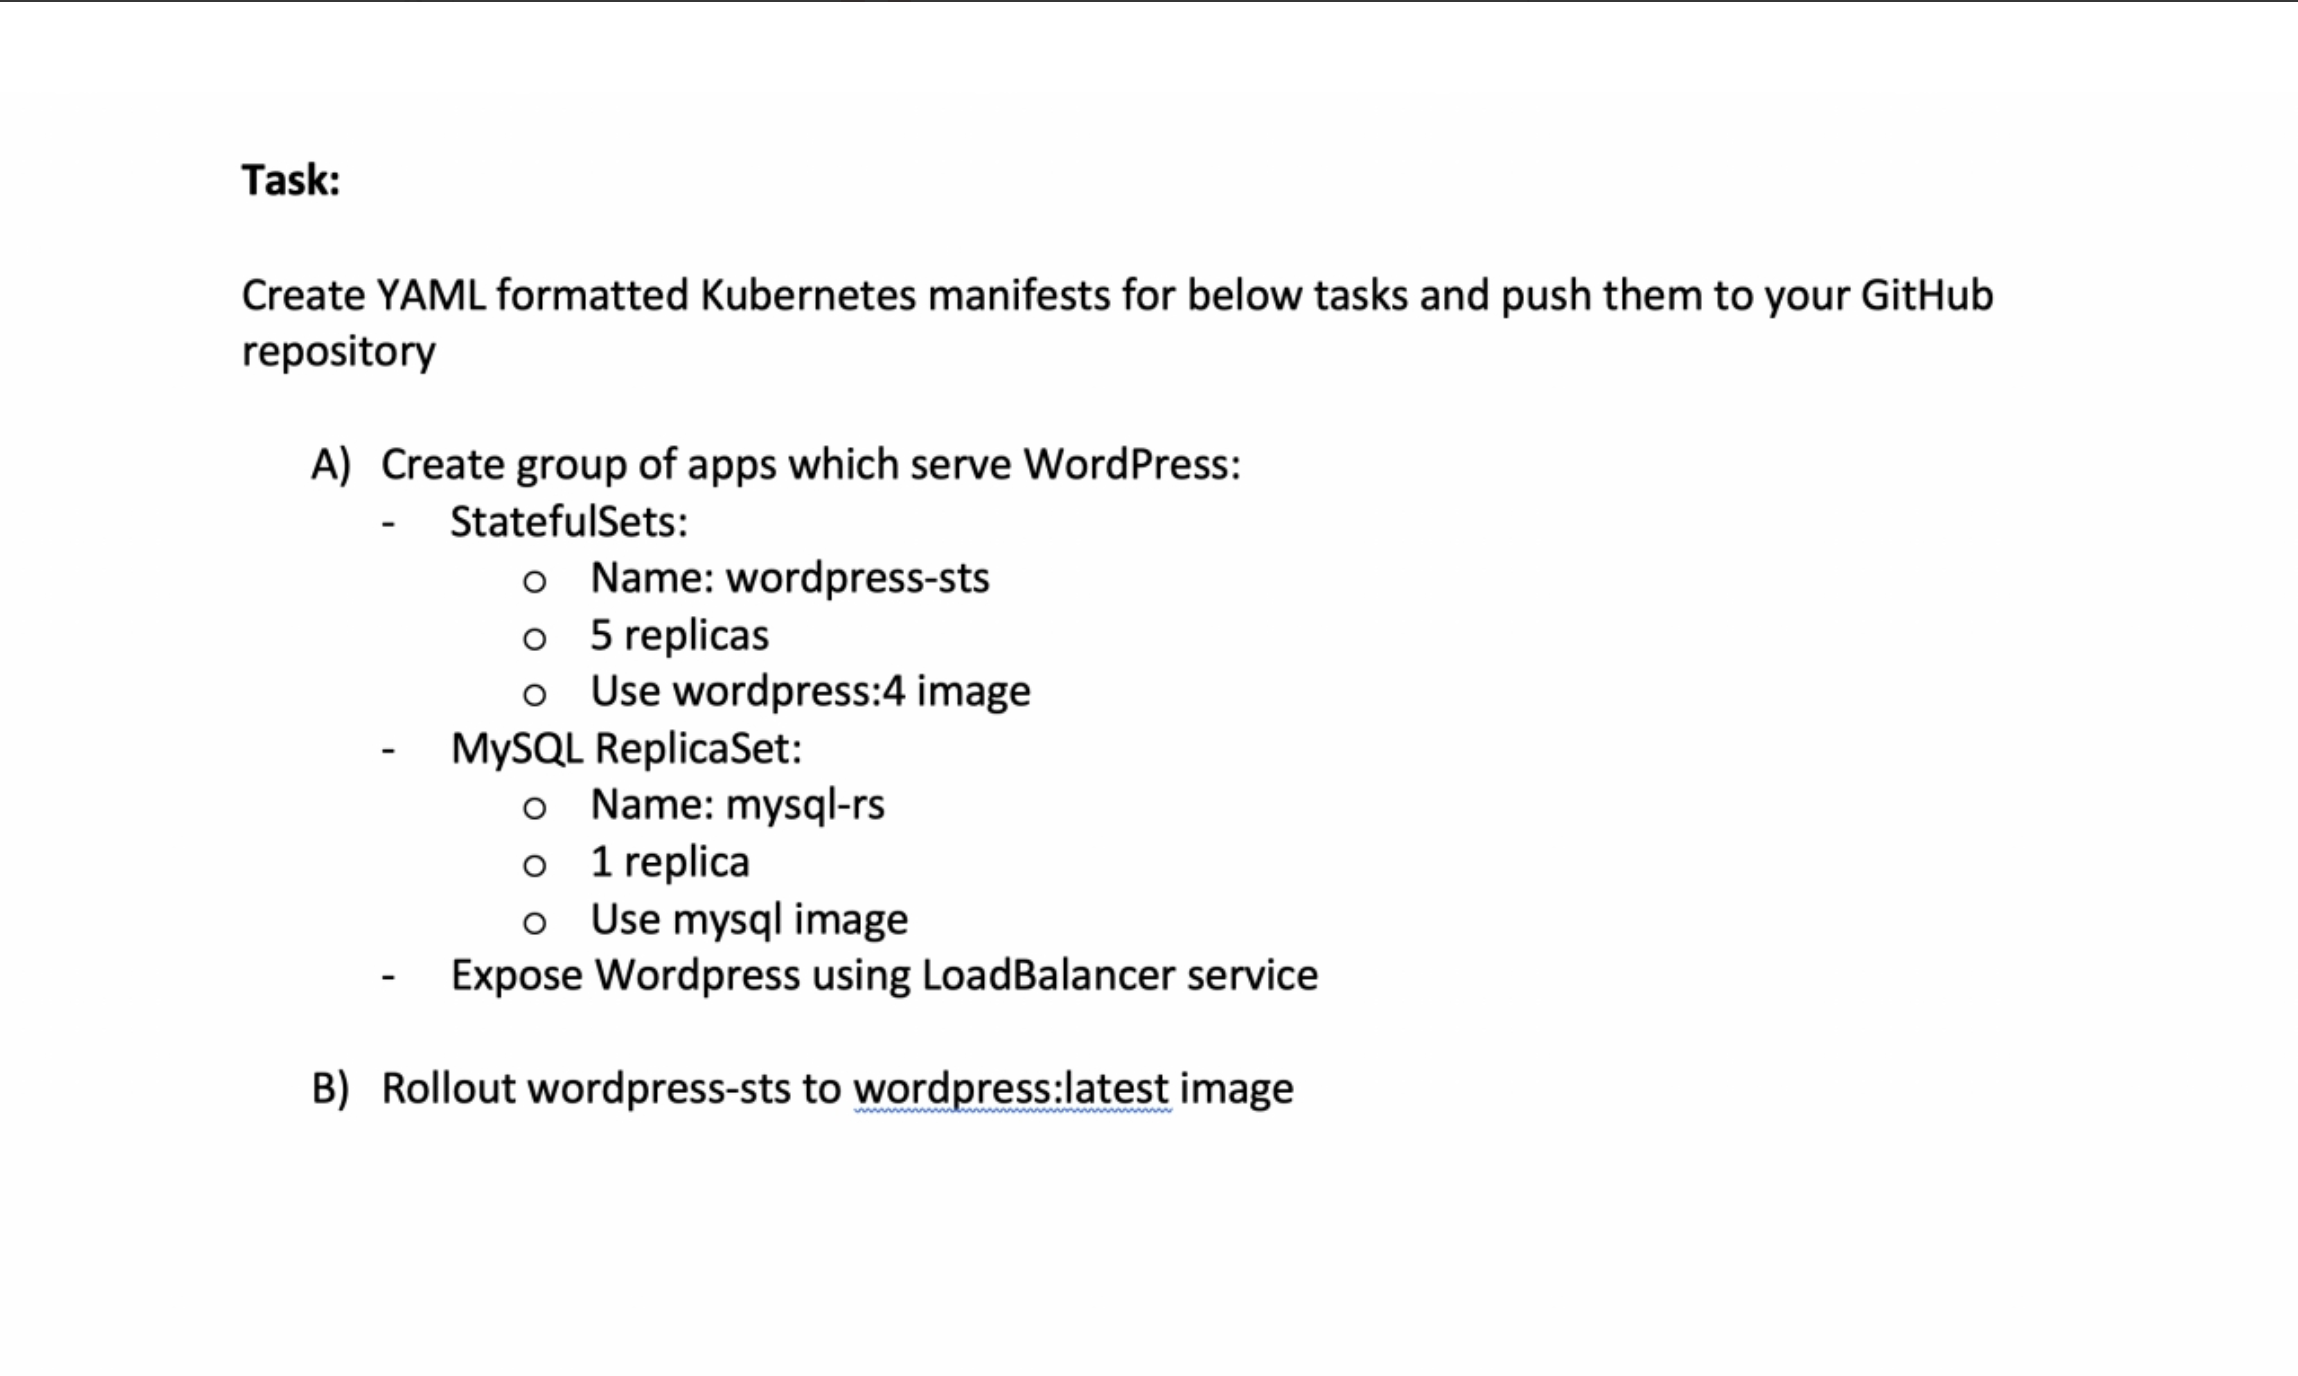 Task:
Create YAML formatted Kubernetes manifests for below tasks and push them to your GitHub
repository
A) Create group of apps which serve WordPress:
- StatefulSets:
o Name: wordpress-sts
o 5 replicas
o Use wordpress:4 image
- MySQL ReplicaSet:
o Name: mysql-rs
o 1 replica
o Use mysql image
- Expose Wordpress using LoadBalancer service
B) Rollout wordpress-sts to wordpress:latest image